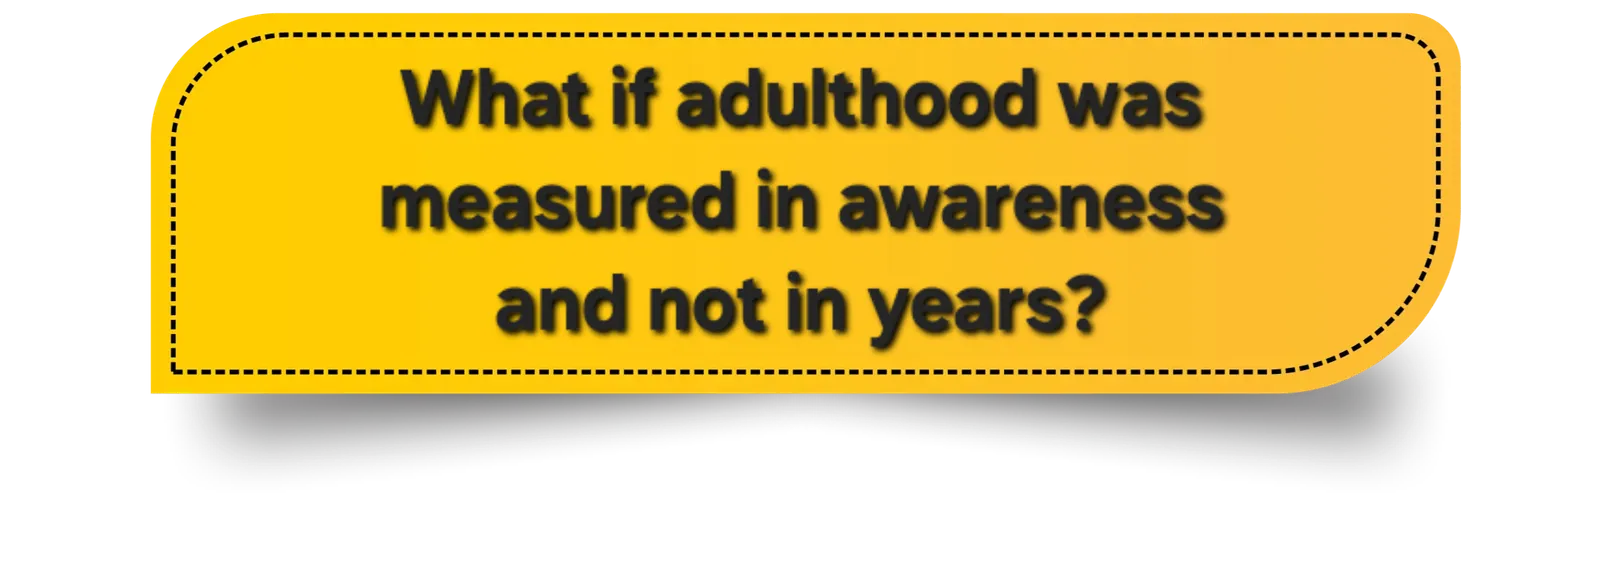 What if adulthood was
measured in awareness
and not in years?